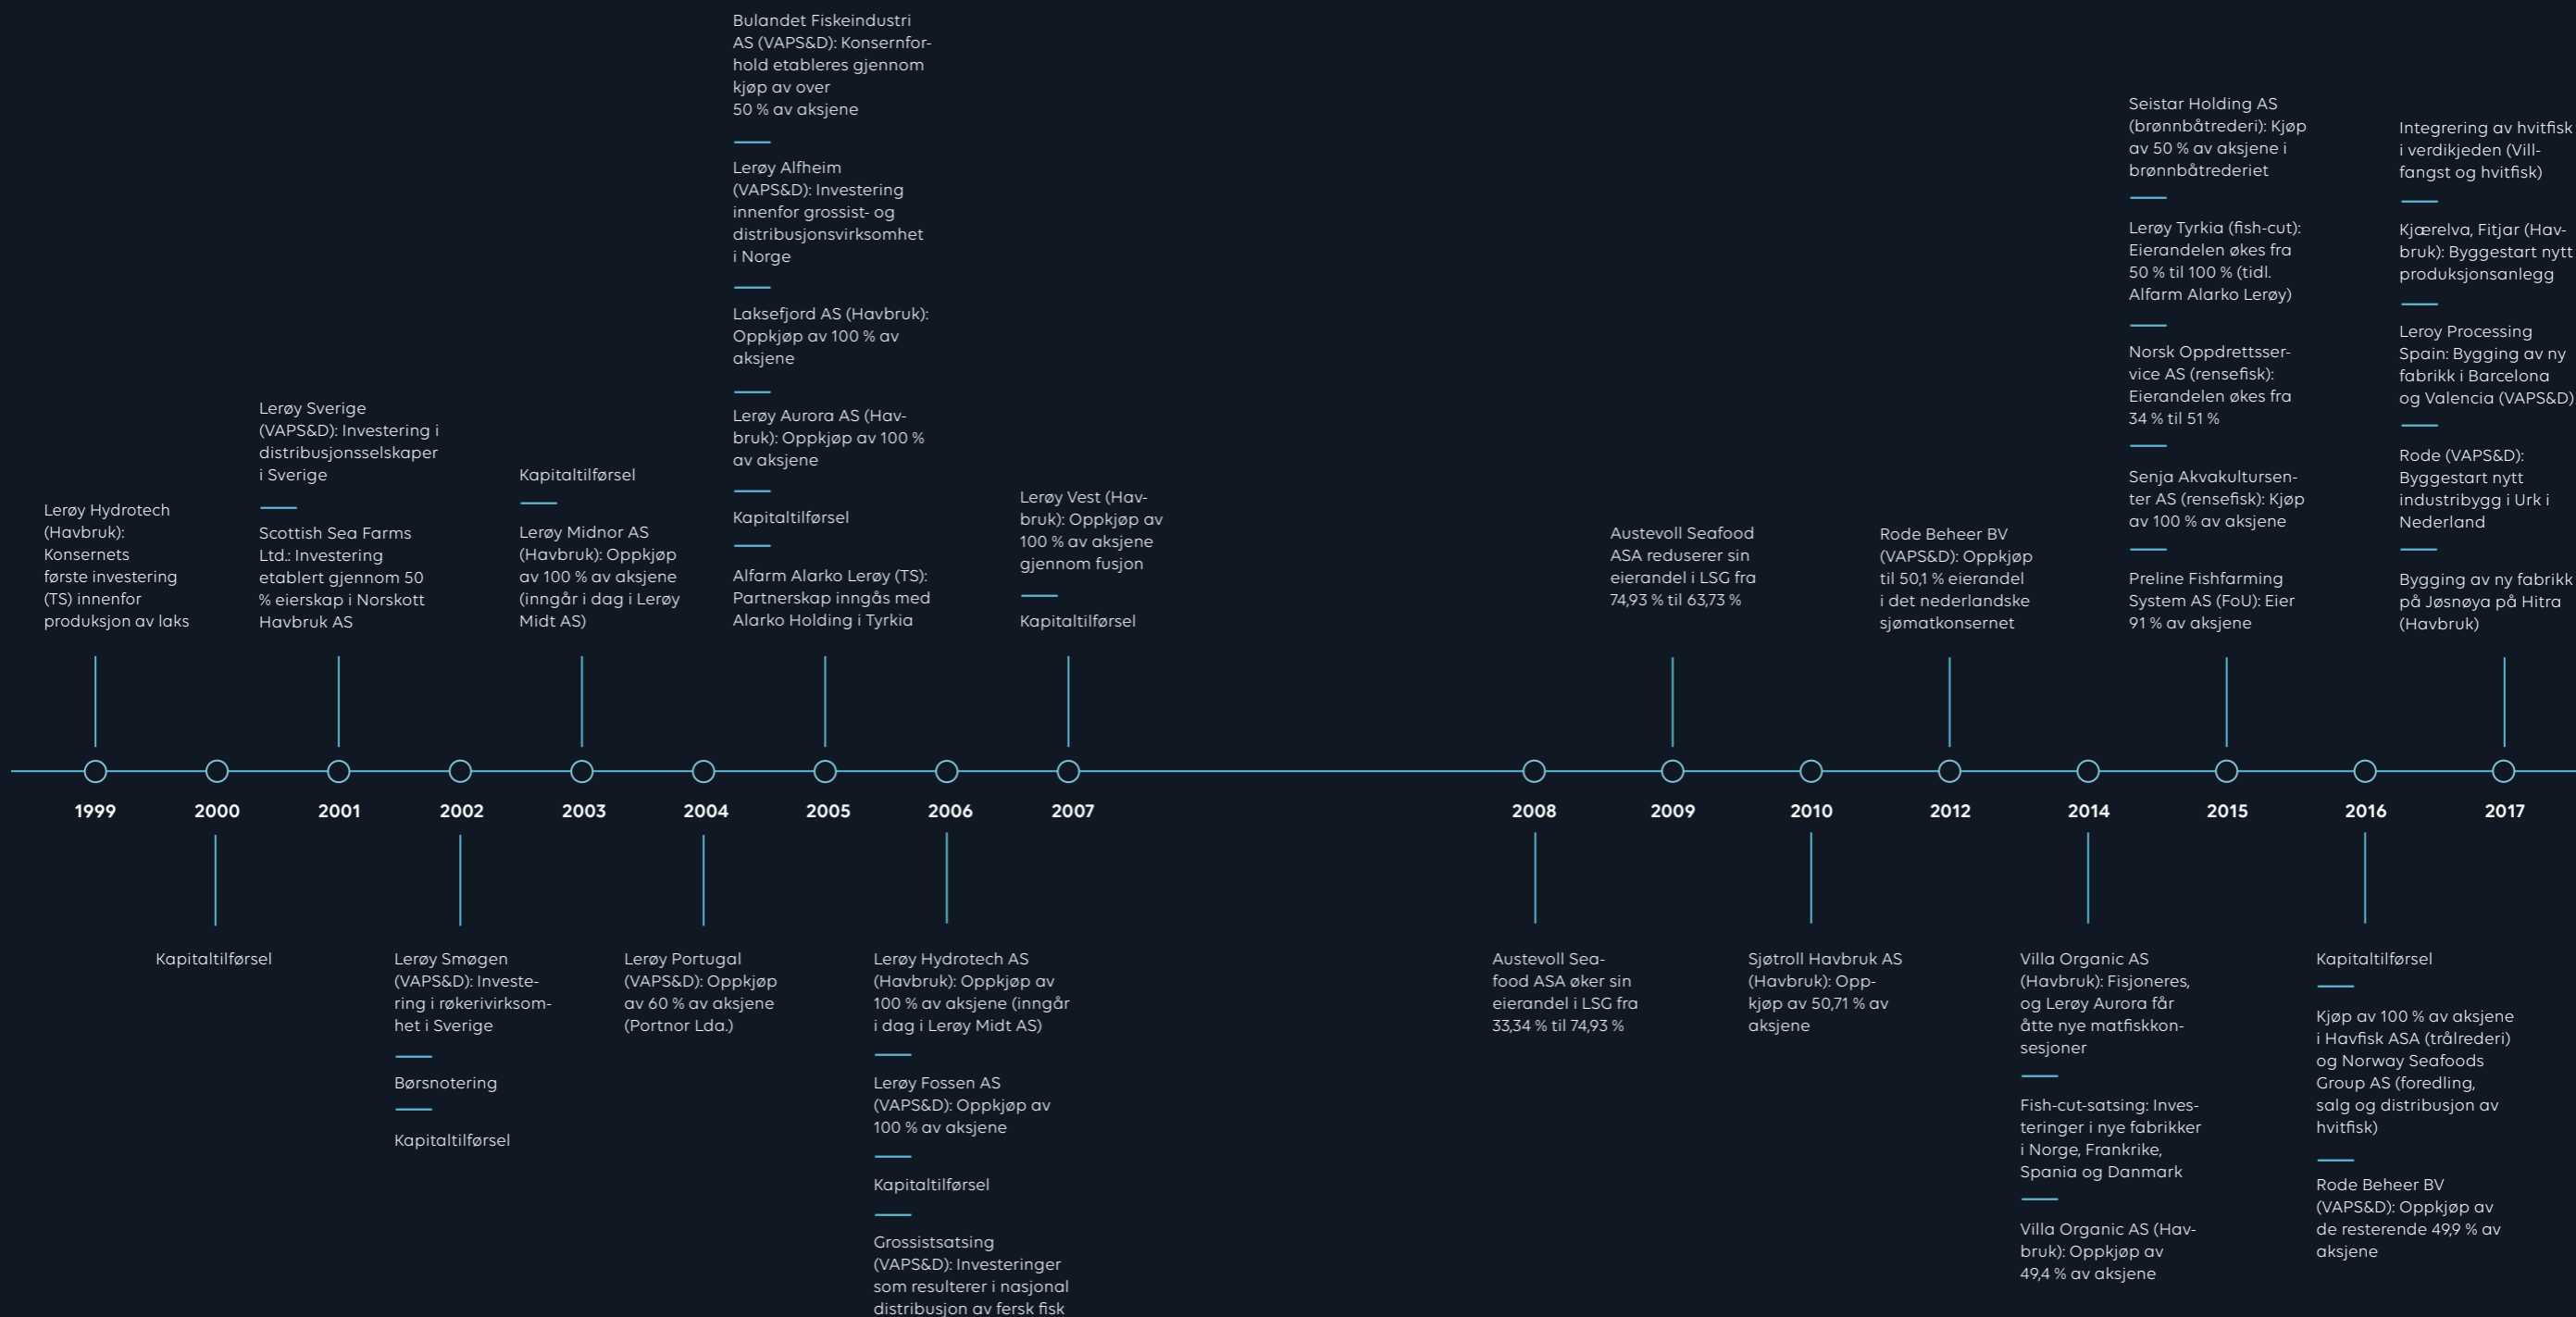 Lerøy Hydrotech
(Havbruk):
Konsernets
første investering
(TS) innenfor
produksjon av laks
1999
2000
Kapitaltilførsel
Lerøy Sverige
(VAPS&D): Investering i
distribusjonsselskaper
i Sverige
Scottish Sea Farms
Ltd.: Investering
etablert gjennom 50
% eierskap i Norskott
Havbruk AS
2001
2002
Lerøy Smøgen
(VAPS&D): Investe-
ring i røkerivirksom-
het i Sverige
Børsnotering
Kapitaltilførsel
Kapitaltilførsel
Lerøy Midnor AS
(Havbruk): Oppkjøp
av 100 % av aksjene
(inngår i dag i Lerøy
Midt AS)
2003
2004
Lerøy Portugal
(VAPS&D): Oppkjøp
av 60 % av aksjene
(Portnor Lda.)
Bulandet Fiskeindustri
AS (VAPS&D): Konsernfor-
hold etableres gjennom
kjøp av over
50 % av aksjene
Lerøy Alfheim
(VAPS&D): Investering
innenfor grossist- og
distribusjonsvirksomhet
i Norge
Laksefjord AS (Havbruk):
Oppkjøp av 100 % av
aksjene
Lerøy Aurora AS (Hav-
bruk): Oppkjøp av 100 %
av aksjene
Kapitaltilførsel
Alfarm Alarko Lerøy (TS):
Partnerskap inngås med
Alarko Holding i Tyrkia
2005
2006
Lerøy Hydrotech AS
(Havbruk): Oppkjøp av
100 % av aksjene (inngår
i dag i Lerøy Midt AS)
Lerøy Fossen AS
(VAPS&D): Oppkjøp av
100 % av aksjene
Kapitaltilførsel
Grossistsatsing
(VAPS&D): Investeringer
som resulterer i nasjonal
distribusjon av fersk fisk
Lerøy Vest (Hav-
bruk): Oppkjøp av
100 % av aksjene
gjennom fusjon
Kapitaltilførsel
2007
2008
Austevoll Sea-
food ASA øker sin
eierandel i LSG fra
33,34 % til 74,93 %
Austevoll Seafood
ASA reduserer sin
eierandel i LSG fra
74,93 % til 63,73 %
2009
2010
Sjøtroll Havbruk AS
(Havbruk): Opp-
kjøp av 50,71 % av
aksjene
Rode Beheer BV
(VAPS&D): Oppkjøp
til 50,1 % eierandel
i det nederlandske
sjømatkonsernet
2012
2014
Villa Organic AS
(Havbruk): Fisjoneres,
og Lerøy Aurora får
åtte nye matfiskkon-
sesjoner
Fish-cut-satsing: Inves-
teringer i nye fabrikker
i Norge, Frankrike,
Spania og Danmark
Villa Organic AS (Hav-
bruk): Oppkjøp av
49,4 % av aksjene
Seistar Holding AS
(brønnbåtrederi): Kjøp
av 50 % av aksjene i
brønnbåtrederiet
Lerøy Tyrkia (fish-cut):
Eierandelen økes fra
50 % til 100 % (tidl.
Alfarm Alarko Lerøy)
Norsk Oppdrettsser-
vice AS (rensefisk):
Eierandelen økes fra
34 % til 51 %
Senja Akvakultursen-
ter AS (rensefisk): Kjøp
av 100 % av aksjene
Preline Fishfarming
System AS (FoU): Eier
91 % av aksjene
2015
2016
Kapitaltilførsel
Kjøp av 100 % av aksjene
i Havfisk ASA (trålrederi)
og Norway Seafoods
Group AS (foredling,
salg og distribusjon av
hvitfisk)
Rode Beheer BV
(VAPS&D): Oppkjøp av
de resterende 49,9 % av
aksjene
Integrering av hvitfisk
i verdikjeden (Vill-
fangst og hvitfisk)
Kjærelva, Fitjar (Hav-
bruk): Byggestart nytt
produksjonsanlegg
Leroy Processing
Spain: Bygging av ny
fabrikk i Barcelona
og Valencia (VAPS&D)
Rode (VAPS&D):
Byggestart nytt
industribygg i Urk i
Nederland
Bygging av ny fabrikk
på Jøsnøya på Hitra
(Havbruk)
2017